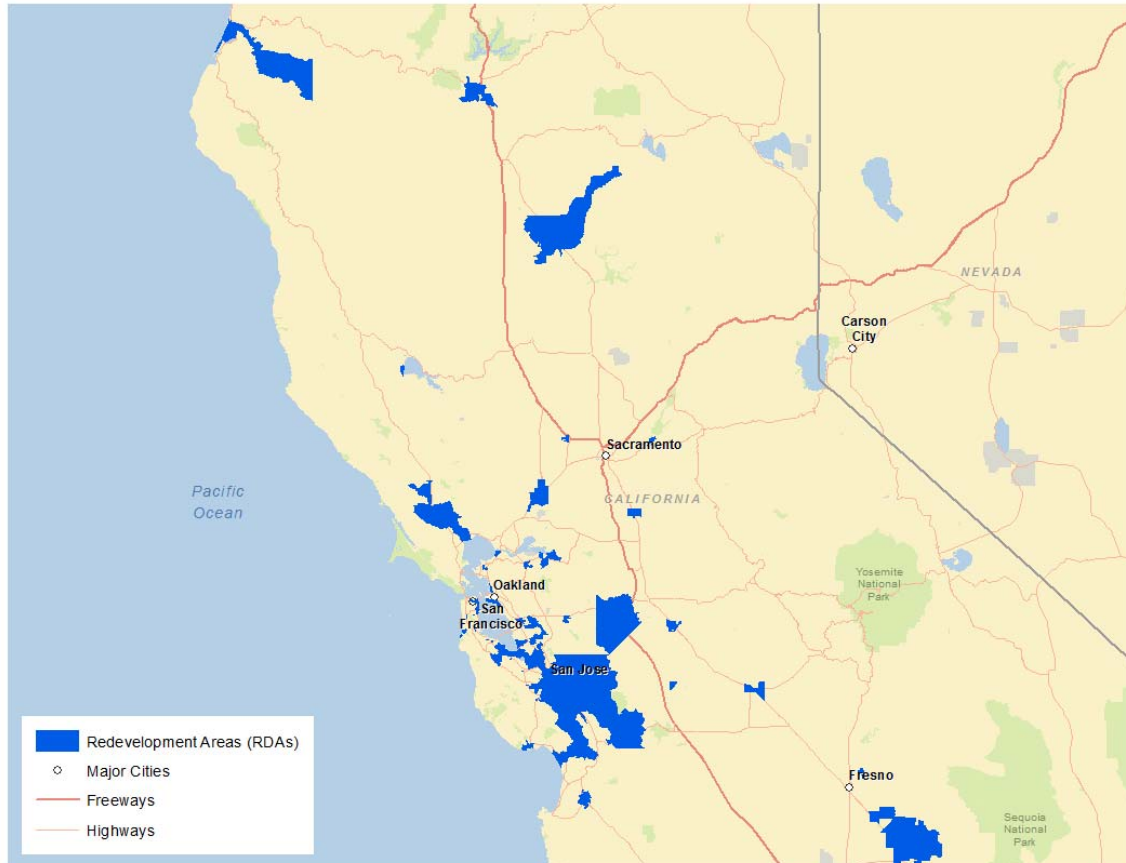 NEVADA
Carson
City
Sacramento
CALIFORNIA
Pacific
Ocean
Yosemite
National
Park
Oakland
San
Francisco
San Jose
Fresno
Sequoia
National
Park
Redevelopment Areas (RDAs)
Major Cities
Freeways
Highways